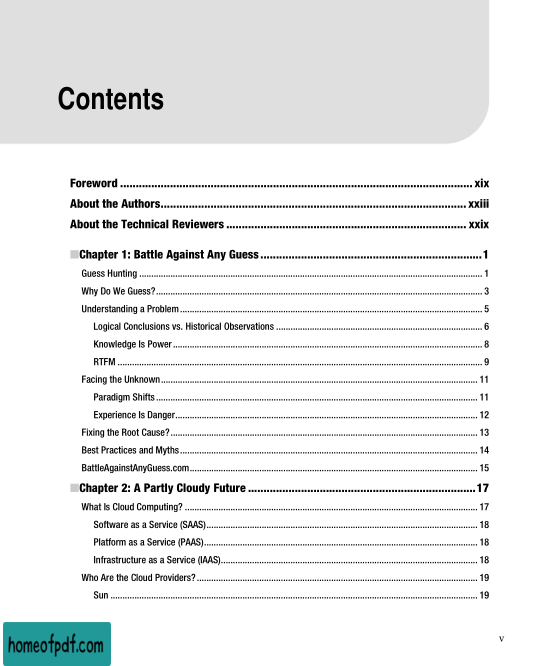 Contents
Foreword ................................................................................................................. xix
About the Authors.................................................................................................. xxiii
About the Technical Reviewers ............................................................................. xxix
■Chapter 1: Battle Against Any Guess.......................................................................1
Guess Hunting ........................................................................................................................ 1
Why Do We Guess?................................................................................................................. 3
Understanding a Problem........................................................................................................ 5
Logical Conclusions vs. Historical Observations ...................................................................... 6
Knowledge Is Power.............................................................................................................. 8
RTFM ................................................................................................................................... 9
Facing the Unknown............................................................................................................... 11
Paradigm Shifts................................................................................................................... 11
Experience Is Danger............................................................................................................ 12
Fixing the Root Cause?........................................................................................................... 13
Best Practices and Myths........................................................................................................ 14
BattleAgainstAnyGuess.com.................................................................................................... 15
■Chapter 2: A Partly Cloudy Future .........................................................................17
What Is Cloud Computing? ...................................................................................................... 17
Software as a Service (SAAS)................................................................................................. 18
Platform as a Service (PAAS)................................................................................................. 18
Infrastructure as a Service (IAAS)............................................................................................ 18
Who Are the Cloud Providers?................................................................................................. 19
Sun ..................................................................................................................................... 19
v
homeofpdf.com